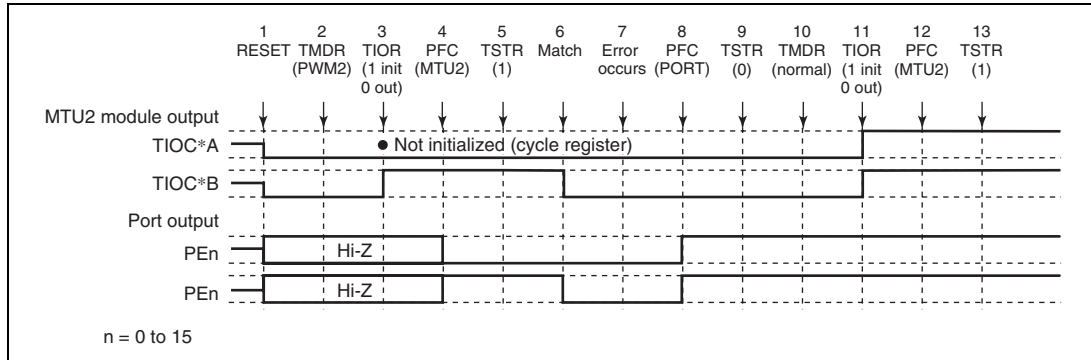 1 2 3 4 5 6 7 8 9 10 11 12 13
RESET TMDR TIOR PFC TSTR Match Error PFC TSTR TMDR TIOR PFC TSTR
(PWM2) (1 init (MTU2) (1) occurs (PORT) (0) (normal) (1 init (MTU2) (1)
0 out) 0 out)
MTU2 module output
TIOC*A
• Not initialized (cycle register)
TIOC*B
Port output
PEn Hi-Z
PEn Hi-Z
n = 0 to 15